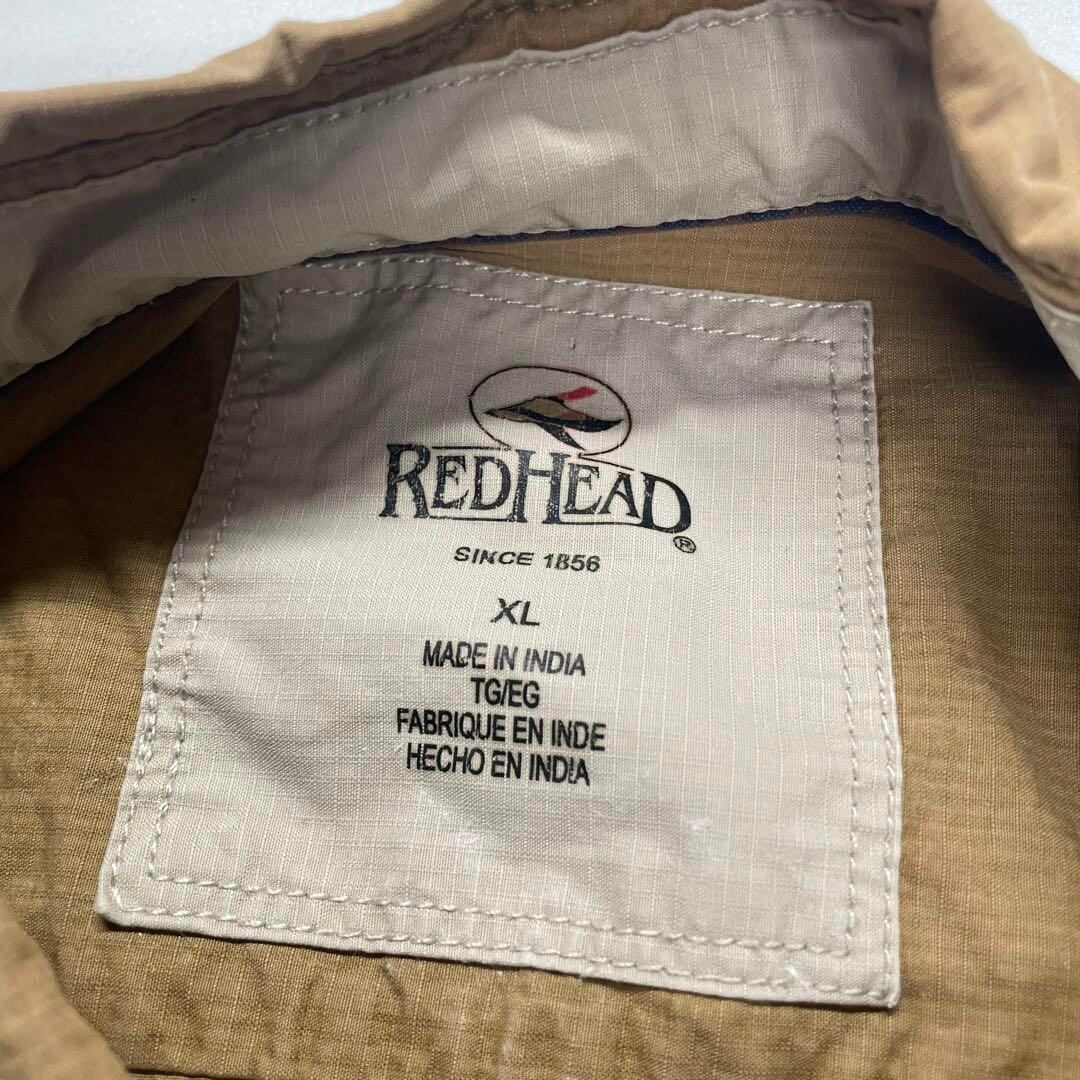 REDHEAD®
SINCE 1856
XL
MADE IN INDIA
TG/EG
FABRIQUE EN INDE
HECHO EN INDIA